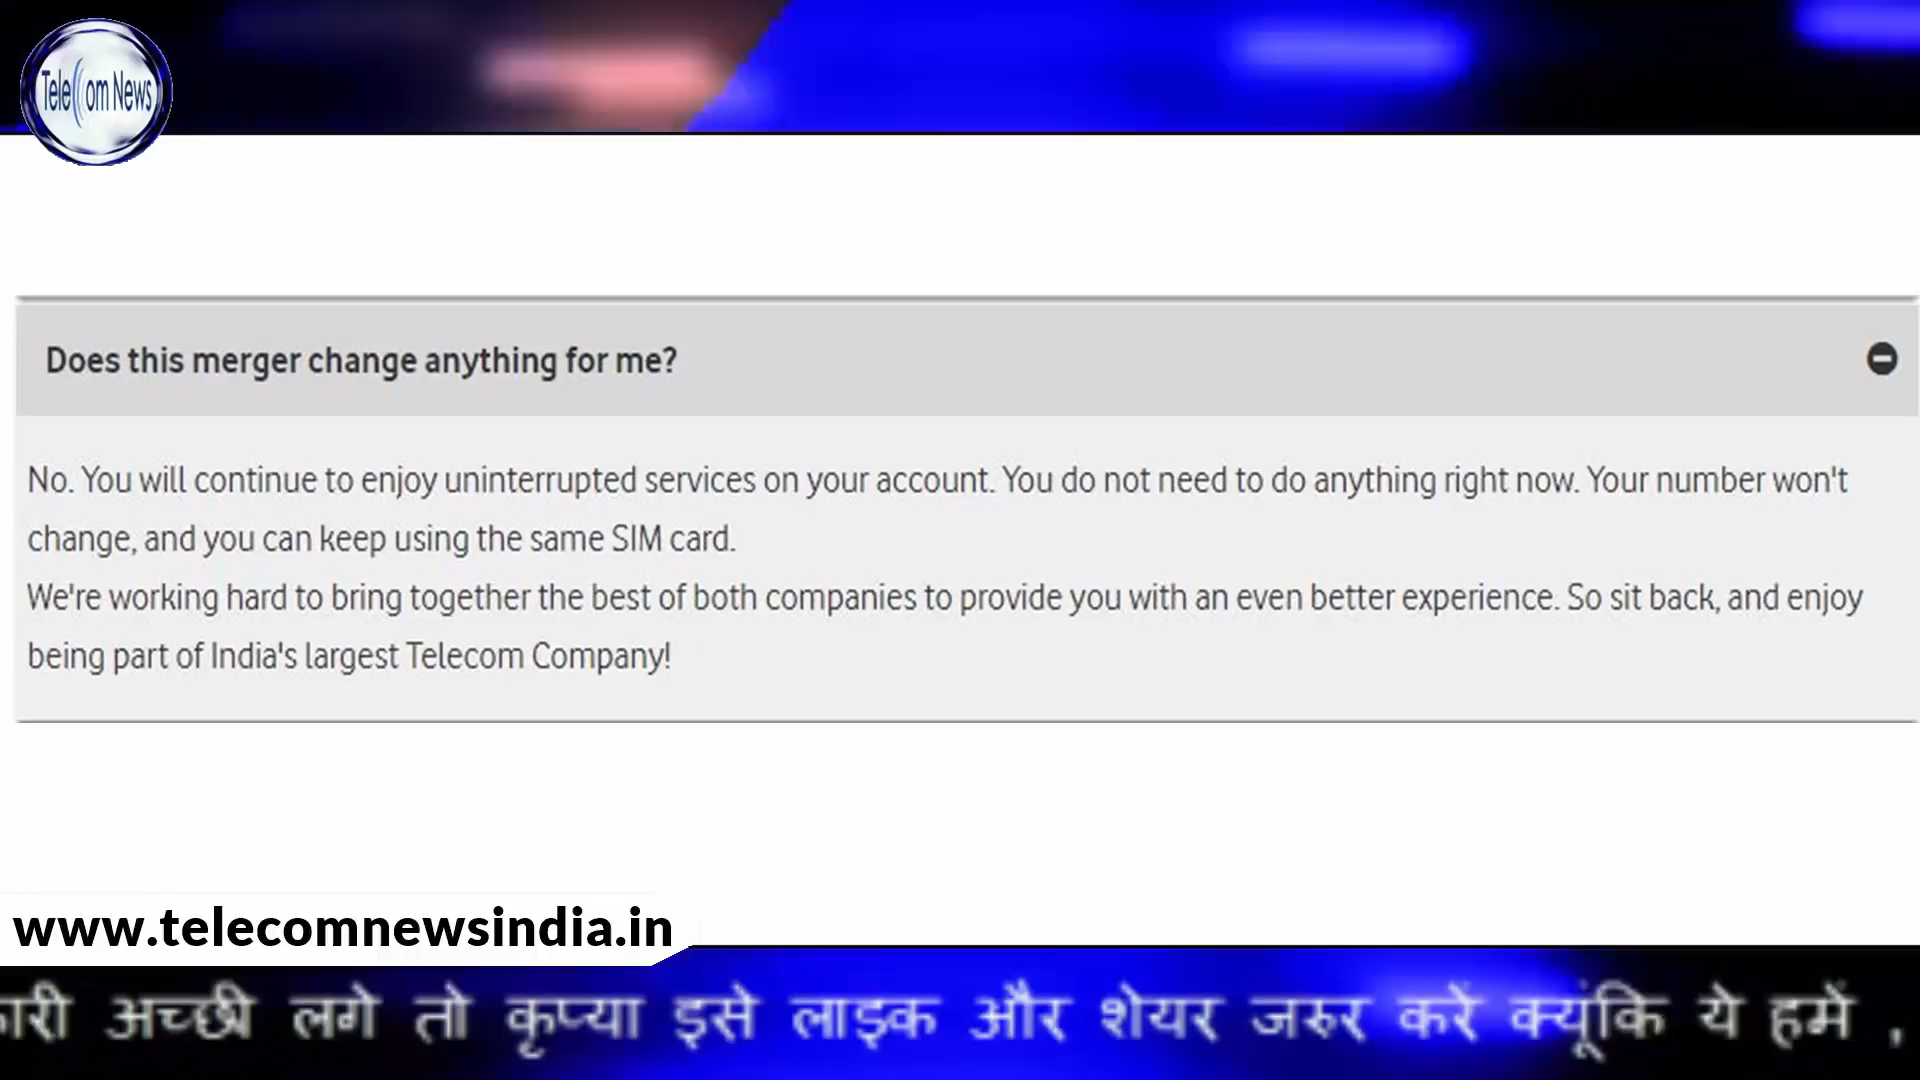 Tele(om News
Does this merger change anything for me?
No. You will continue to enjoy uninterrupted services on your account. You do not need to do anything right now. Your number won't
change, and you can keep using the same SIM card.
We're working hard to bring together the best of both companies to provide you with an even better experience. So sit back, and enjoy
being part of India's largest Telecom Company!
www.telecomnewsindia.in
अच्छी लगे तो कृप्या इसे लाइक और शेयर जरुर करें क्यूंकि ये हमें ,